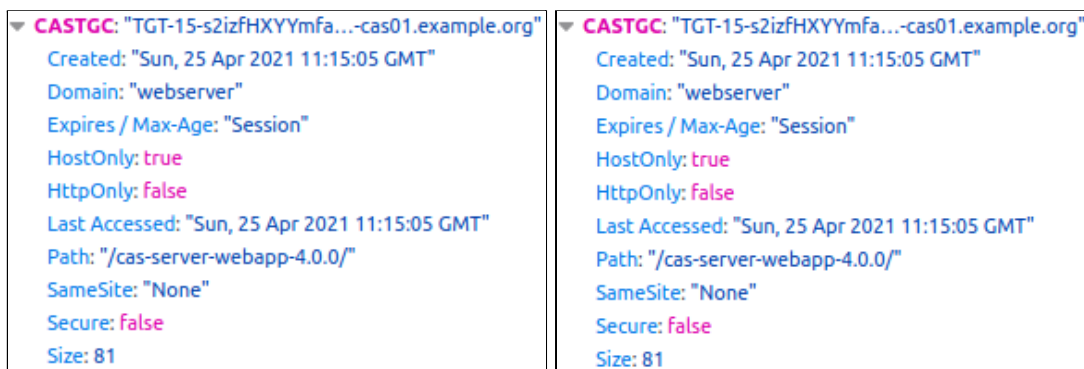 CASTGC: "TGT-15-s2izfHXYYmfa...-cas01.example.org"
Created: "Sun, 25 Apr 2021 11:15:05 GMT"
Domain: "webserver"
Expires / Max-Age: "Session"
HostOnly: true
HttpOnly: false
Last Accessed: "Sun, 25 Apr 2021 11:15:05 GMT"
Path: "/cas-server-webapp-4.0.0/"
SameSite: "None"
Secure: false
Size: 81
CASTGC: "TGT-15-s2izfHXYYmfa...-cas01.example.org"
Created: "Sun, 25 Apr 2021 11:15:05 GMT"
Domain: "webserver"
Expires / Max-Age: "Session"
HostOnly: true
HttpOnly: false
Last Accessed: "Sun, 25 Apr 2021 11:15:05 GMT"
Path: "/cas-server-webapp-4.0.0/"
SameSite: "None"
Secure: false
Size: 81